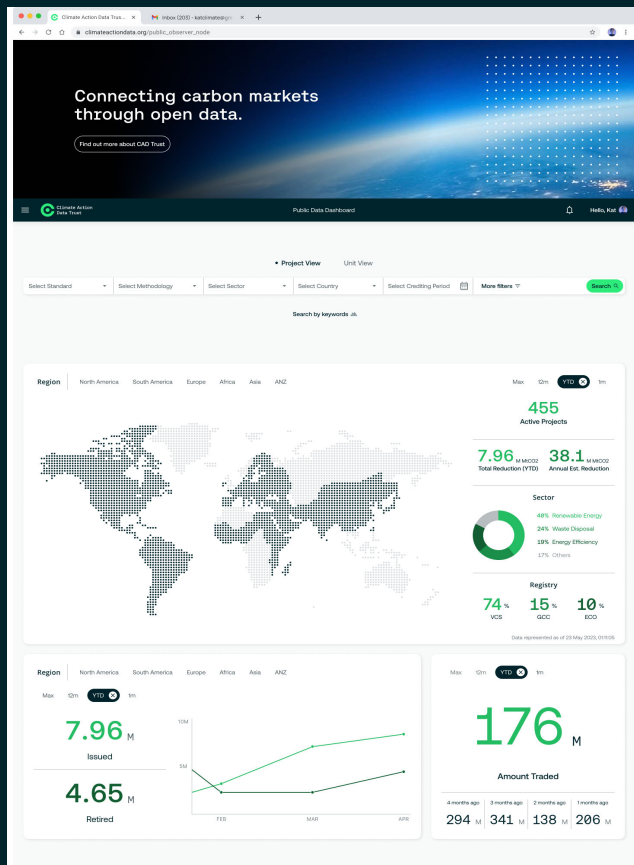 Climate Action Data Trus...
Inbox (203) - katclimatedign
climateactiondata.org/public_observer_node
Connecting carbon markets
through open data.
Find out more about CAD Trust
Climate Action
Data Trust
Public Data Dashboard
Hello, Kat
Project View
Unit View
Select Standard
Select Methodology
Select Sector
Select Country
Select Crediting Period
More filters
Search
Search by keywords
Region
North America
South America
Europe
Africa
Asia
ANZ
Max
12m
YTD
1m
455
Active Projects
7.96 M MtCO2
Total Reduction (YTD)
38.1 M MtCO2
Annual Est. Reduction
Sector
40% Renewable Energy
24% Waste Disposal
19% Energy Efficiency
17% Others
Registry
74 %
VCS
15 %
GCC
10 %
ECO
Data represented as of 23 May 2023, 01:11:05
Region
North America
South America
Europe
Africa
Asia
ANZ
Max
12m
YTD
1m
7.96 M
Issued
4.65 M
Retired
10M
5M
FEB
MAR
APR
Max
12m
YTD
1m
176 M
Amount Traded
4 months ago
294 M
3 months ago
341 M
2 months ago
138 M
1 months ago
206 M